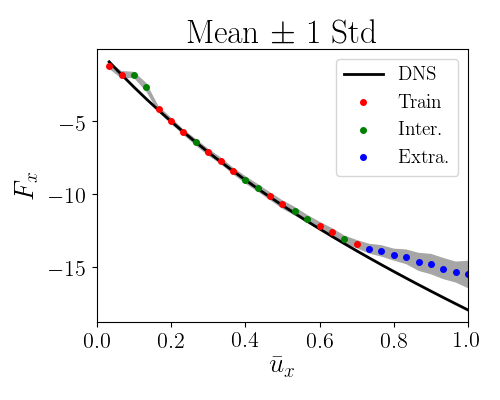 Mean ± 1 Std
DNS
Train
Inter.
Extra.
−5
−10
−15
F_x
0.0 0.2 0.4 0.6 0.8 1.0
ū_x